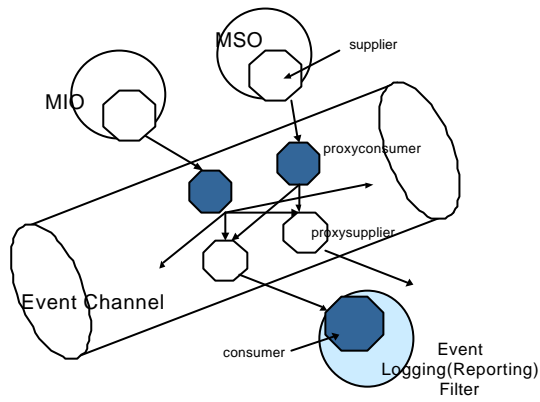 MSO
supplier
MIO
proxyconsumer
proxysupplier
Event Channel
consumer
Event
Logging(Reporting)
Filter